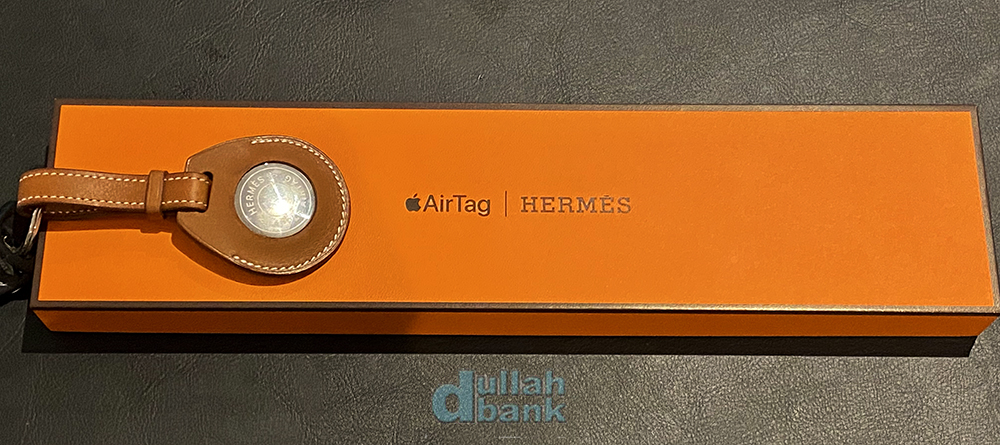 AirTag | HERMÈS
HERMÈS
dullah
bank